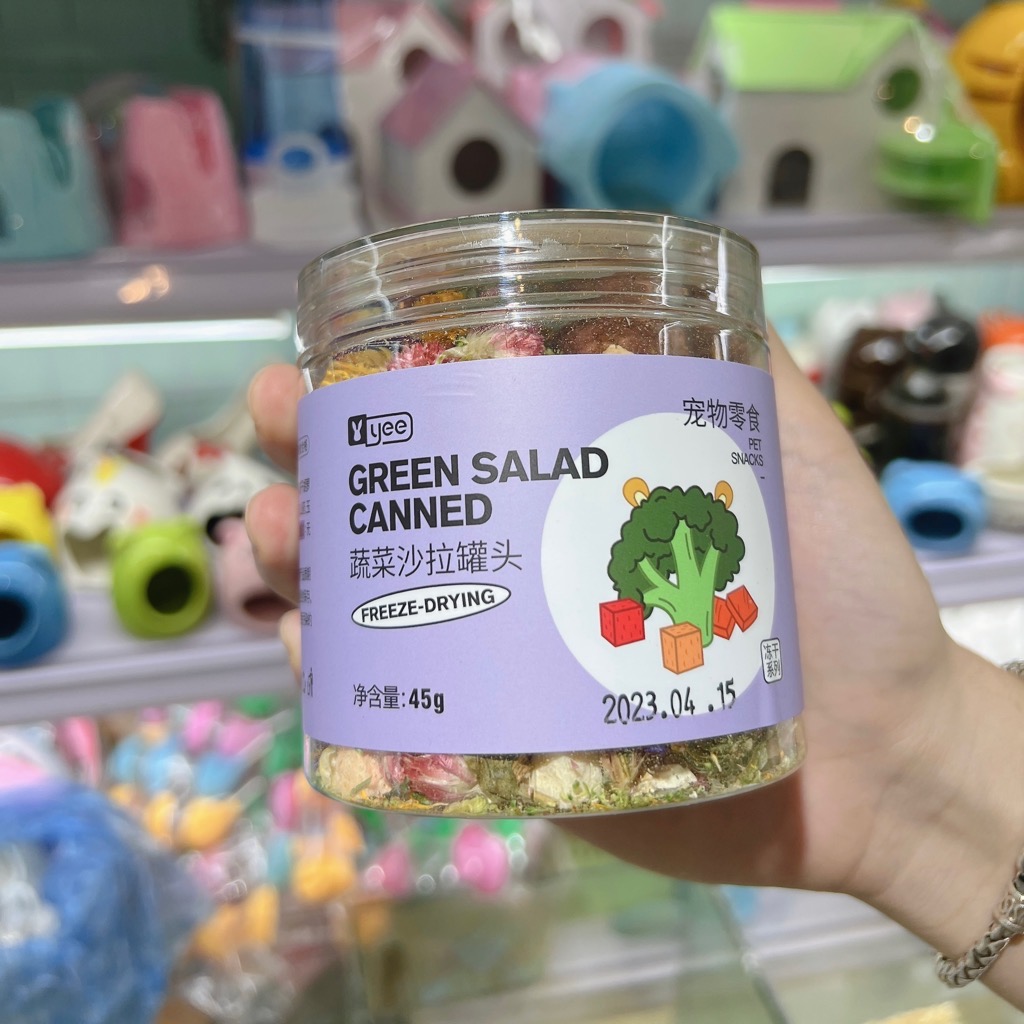 Yyee
宠物零食
PET
SNACKS
GREEN SALAD
CANNED
蔬菜沙拉罐头
FREEZE-DRYING
冻干
系列
净含量:45g
2023.04.15